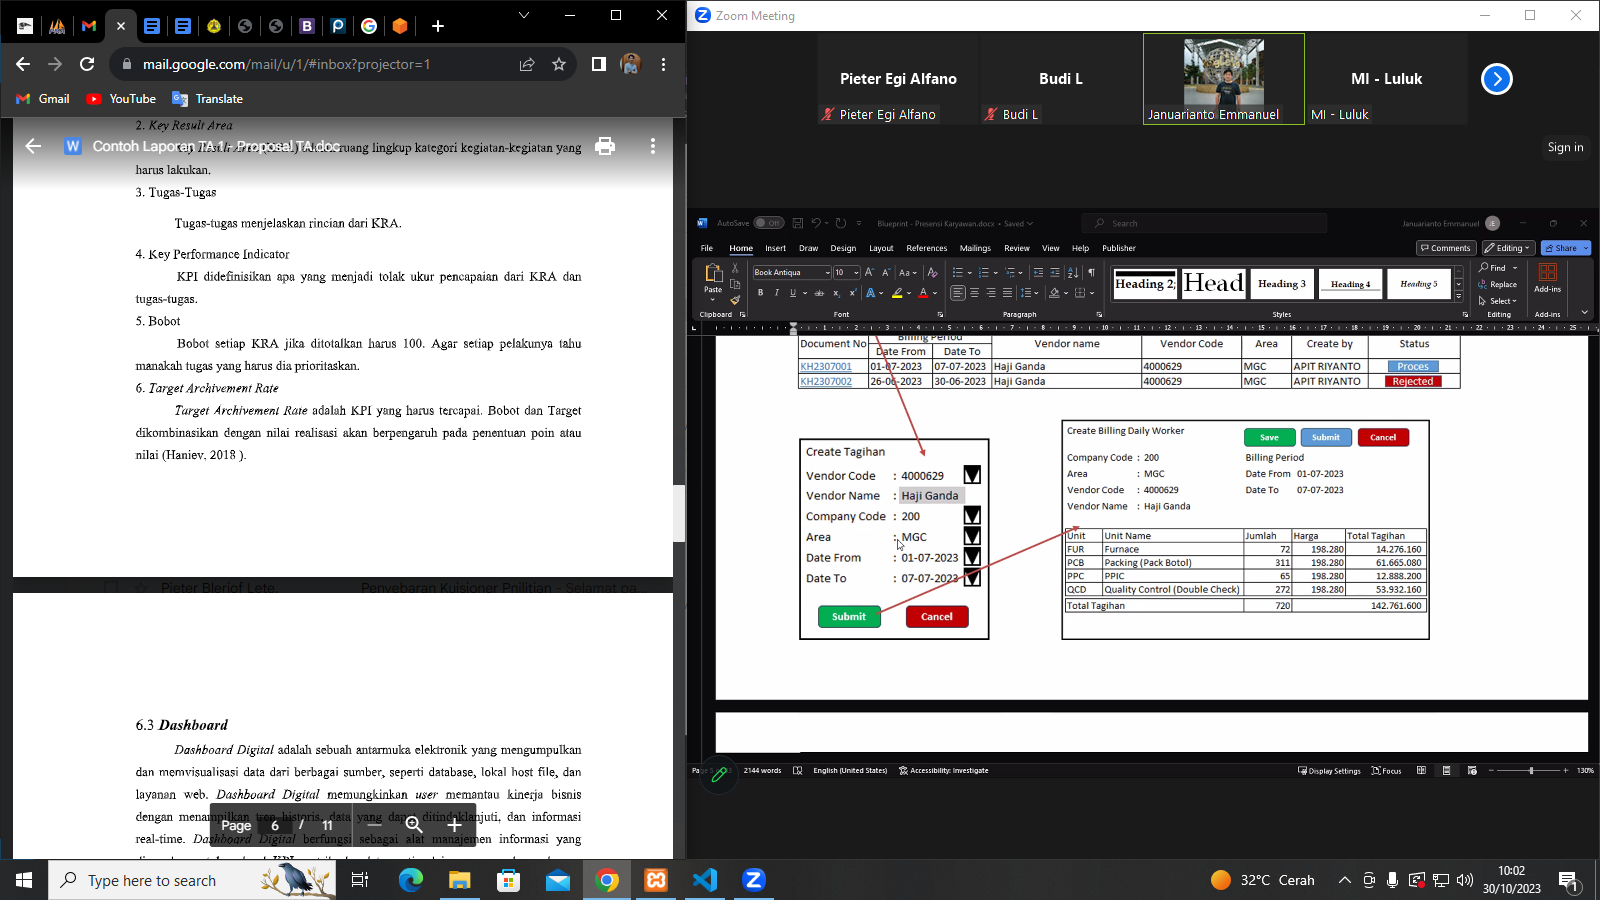 mail.google.com/mail/u/1/#inbox?projector=1
Gmail
YouTube
Translate
2. Key Result Area
Contoh Laporan TA 1 - Proposal TA.doc
ruang lingkup kategori kegiatan-kegiatan yang
harus lakukan.
3. Tugas-Tugas
Tugas-tugas menjelaskan rincian dari KRA.
4. Key Performance Indicator
KPI didefinisikan apa yang menjadi tolak ukur pencapaian dari KRA dan
tugas-tugas.
5. Bobot
Bobot setiap KRA jika ditotalkan harus 100. Agar setiap pelakunya tahu
manakah tugas yang harus dia prioritaskan.
6. Target Archivement Rate
Target Archivement Rate adalah KPI yang harus tercapai. Bobot dan Target
dikombinasikan dengan nilai realisasi akan berpengaruh pada penentuan poin atau
nilai (Haniev, 2018 ).
Pieter Bleriof Lete.
Penyebaran Kuisioner Pnilitian - Selamat pa...
6.3 Dashboard
Dashboard Digital adalah sebuah antarmuka elektronik yang mengumpulkan
dan memvisualisasi data dari berbagai sumber, seperti database, lokal host file, dan
layanan web. Dashboard Digital memungkinkan user memantau kinerja bisnis
dengan menampilkan tren historis, data yang dapat ditindaklanjuti, dan informasi
real-time. Dashboard Digital berfungsi sebagai alat manajemen informasi yang
Page 6 / 11
Zoom Meeting
Pieter Egi Alfano
Budi L
MI - Luluk
Pieter Egi Alfano
Budi L
Januarianto Emmanuel
MI - Luluk
Sign in
AutoSave Off
Blueprint - Presensi Karyawan.docx • Saved
Search
Januarianto Emmanuel
JE
File Home Insert Draw Design Layout References Mailings Review View Help Publisher
Comments
Editing
Share
Paste
Book Antiqua
10
Heading 2;
Head
Heading 3
Heading 4
Heading 5
Find
Replace
Select
Add-ins
Clipboard
Font
Paragraph
Styles
Editing
Add-ins
Document No Billing Period Vendor name Vendor Code Area Create by Status
Date From Date To
KH2307001 01-07-2023 07-07-2023 Haji Ganda 4000629 MGC APIT RIYANTO Proces
KH2307002 26-06-2023 30-06-2023 Haji Ganda 4000629 MGC APIT RIYANTO Rejected
Create Tagihan
Vendor Code : 4000629
Vendor Name : Haji Ganda
Company Code : 200
Area : MGC
Date From : 01-07-2023
Date To : 07-07-2023
Submit
Cancel
Create Billing Daily Worker
Save
Submit
Cancel
Company Code : 200 Billing Period
Area : MGC Date From 01-07-2023
Vendor Code : 4000629 Date To 07-07-2023
Vendor Name : Haji Ganda
Unit Unit Name Jumlah Harga Total Tagihan
FUR Furnace 72 198.280 14.276.160
PCB Packing (Pack Botol) 311 198.280 61.665.080
PPC PPIC 65 198.280 12.888.200
QCD Quality Control (Double Check) 272 198.280 53.932.160
Total Tagihan 720 142.761.600
2144 words
English (United States)
Accessibility: Investigate
Display Settings
Focus
130%
Type here to search
32°C Cerah
10:02
30/10/2023
1